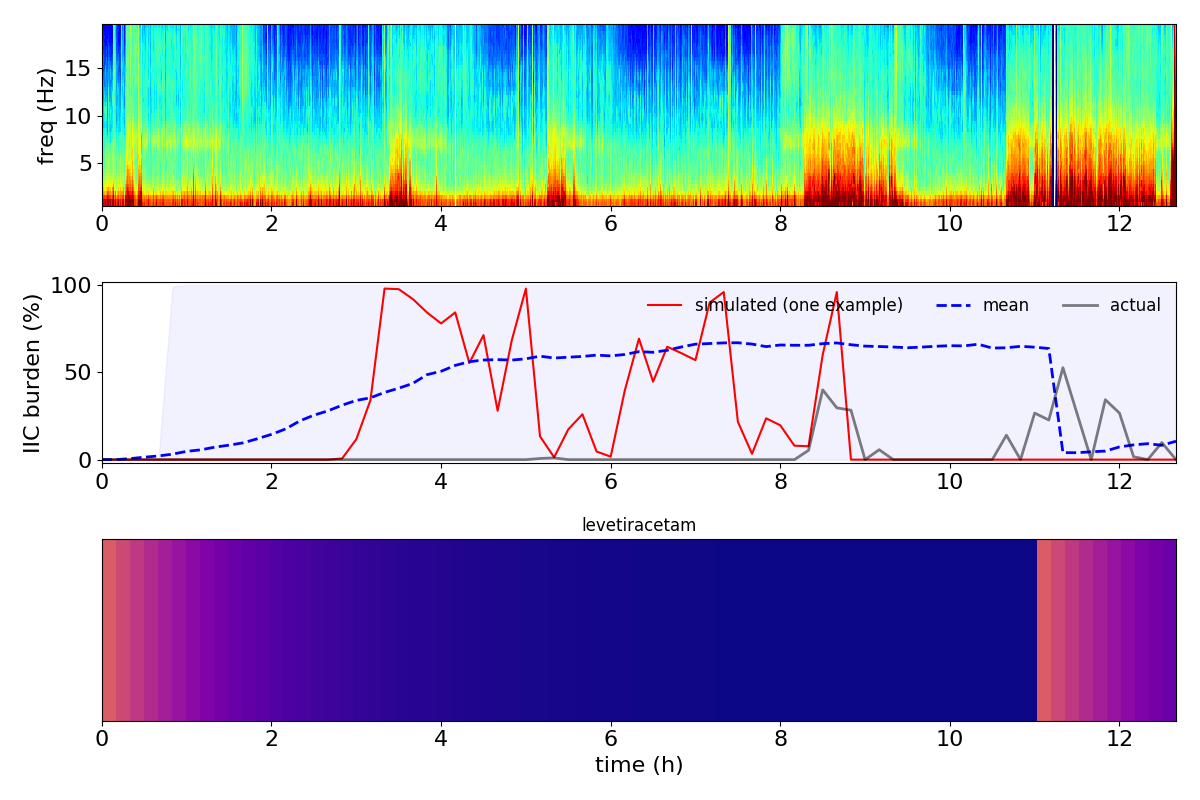 freq (Hz)
15
10
5
0 2 4 6 8 10 12
IIC burden (%)
100
50
0
simulated (one example) mean actual
0 2 4 6 8 10 12
levetiracetam
0 2 4 6 8 10 12
time (h)